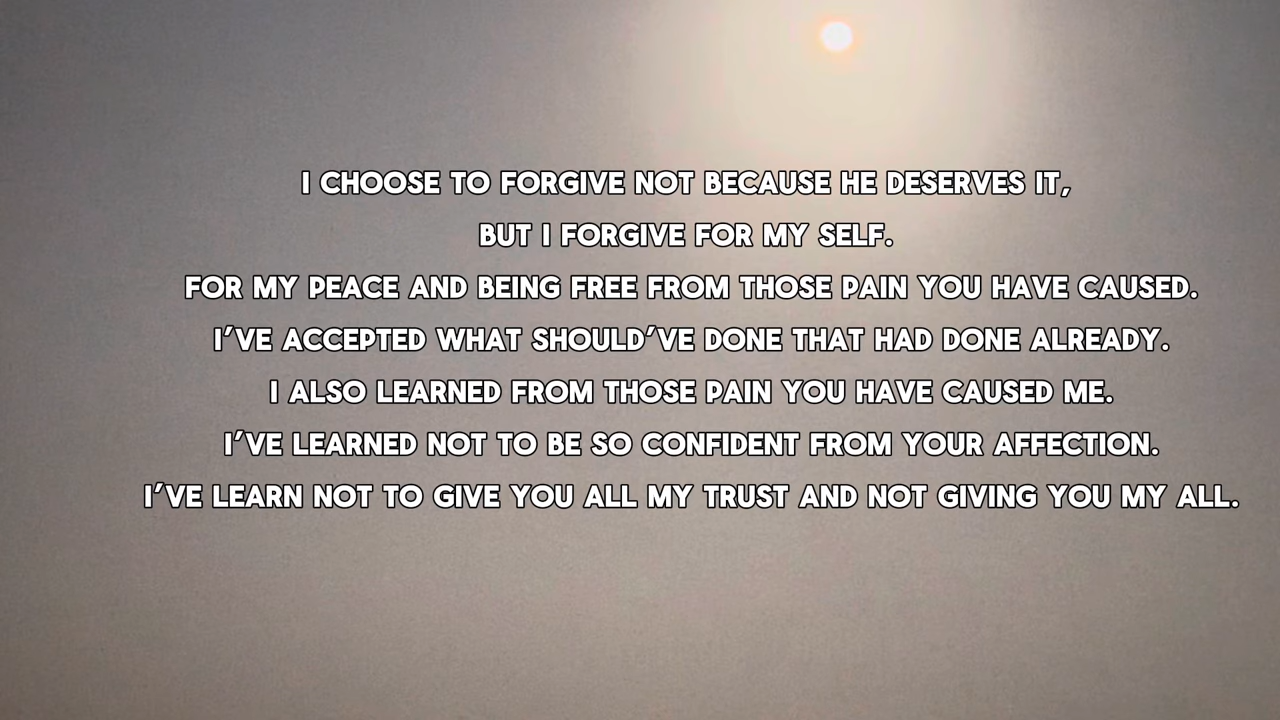 I CHOOSE TO FORGIVE NOT BECAUSE HE DESERVES IT,
BUT I FORGIVE FOR MY SELF.
FOR MY PEACE AND BEING FREE FROM THOSE PAIN YOU HAVE CAUSED.
I'VE ACCEPTED WHAT SHOULD'VE DONE THAT HAD DONE ALREADY.
I ALSO LEARNED FROM THOSE PAIN YOU HAVE CAUSED ME.
I'VE LEARNED NOT TO BE SO CONFIDENT FROM YOUR AFFECTION.
I'VE LEARN NOT TO GIVE YOU ALL MY TRUST AND NOT GIVING YOU MY ALL.